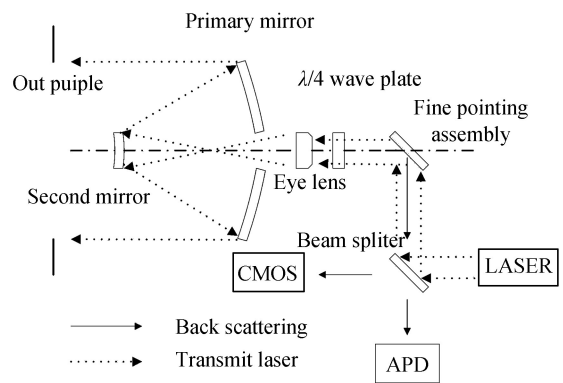 Primary mirror
Out puiple
λ/4 wave plate
Fine pointing
assembly
Eye lens
Second mirror
Beam spliter
LASER
CMOS
APD
Back scattering
Transmit laser